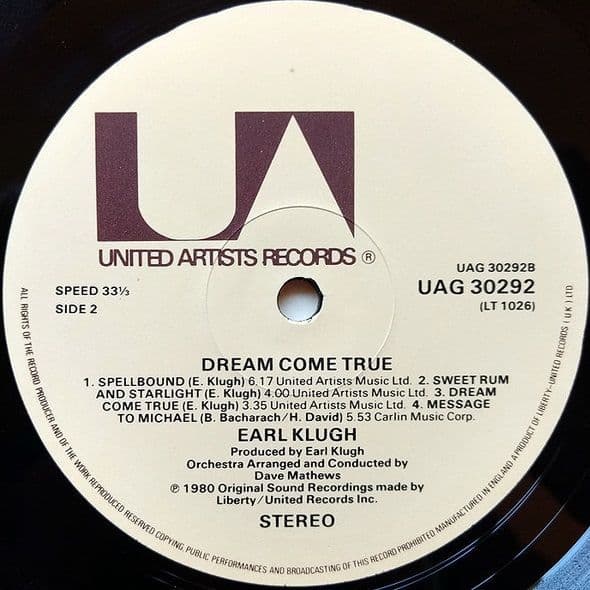 UA
UNITED ARTISTS RECORDS ®
SPEED 33⅓
SIDE 2
UAG 30292B
UAG 30292
(LT 1026)
DREAM COME TRUE
1. SPELLBOUND (E. Klugh) 6.17 United Artists Music Ltd. 2. SWEET RUM
AND STARLIGHT (E. Klugh) 4.00 United Artists Music Ltd. 3. DREAM
COME TRUE (E. Klugh) 3.35 United Artists Music Ltd. 4. MESSAGE
TO MICHAEL (B. Bacharach/H. David) 5.53 Carlin Music Corp.
EARL KLUGH
Produced by Earl Klugh
Orchestra Arranged and Conducted by
Dave Mathews
℗ 1980 Original Sound Recordings made by
Liberty/United Records Inc.
STEREO
ALL RIGHTS OF THE RECORD PRODUCER AND OF THE WORK REPRODUCED RESERVED COPYING, PUBLIC PERFORMANCES AND BROADCASTING OF THIS RECORD PROHIBITED MANUFACTURED IN ENGLAND A PRODUCT OF LIBERTY-UNITED RECORDS (UK) LTD